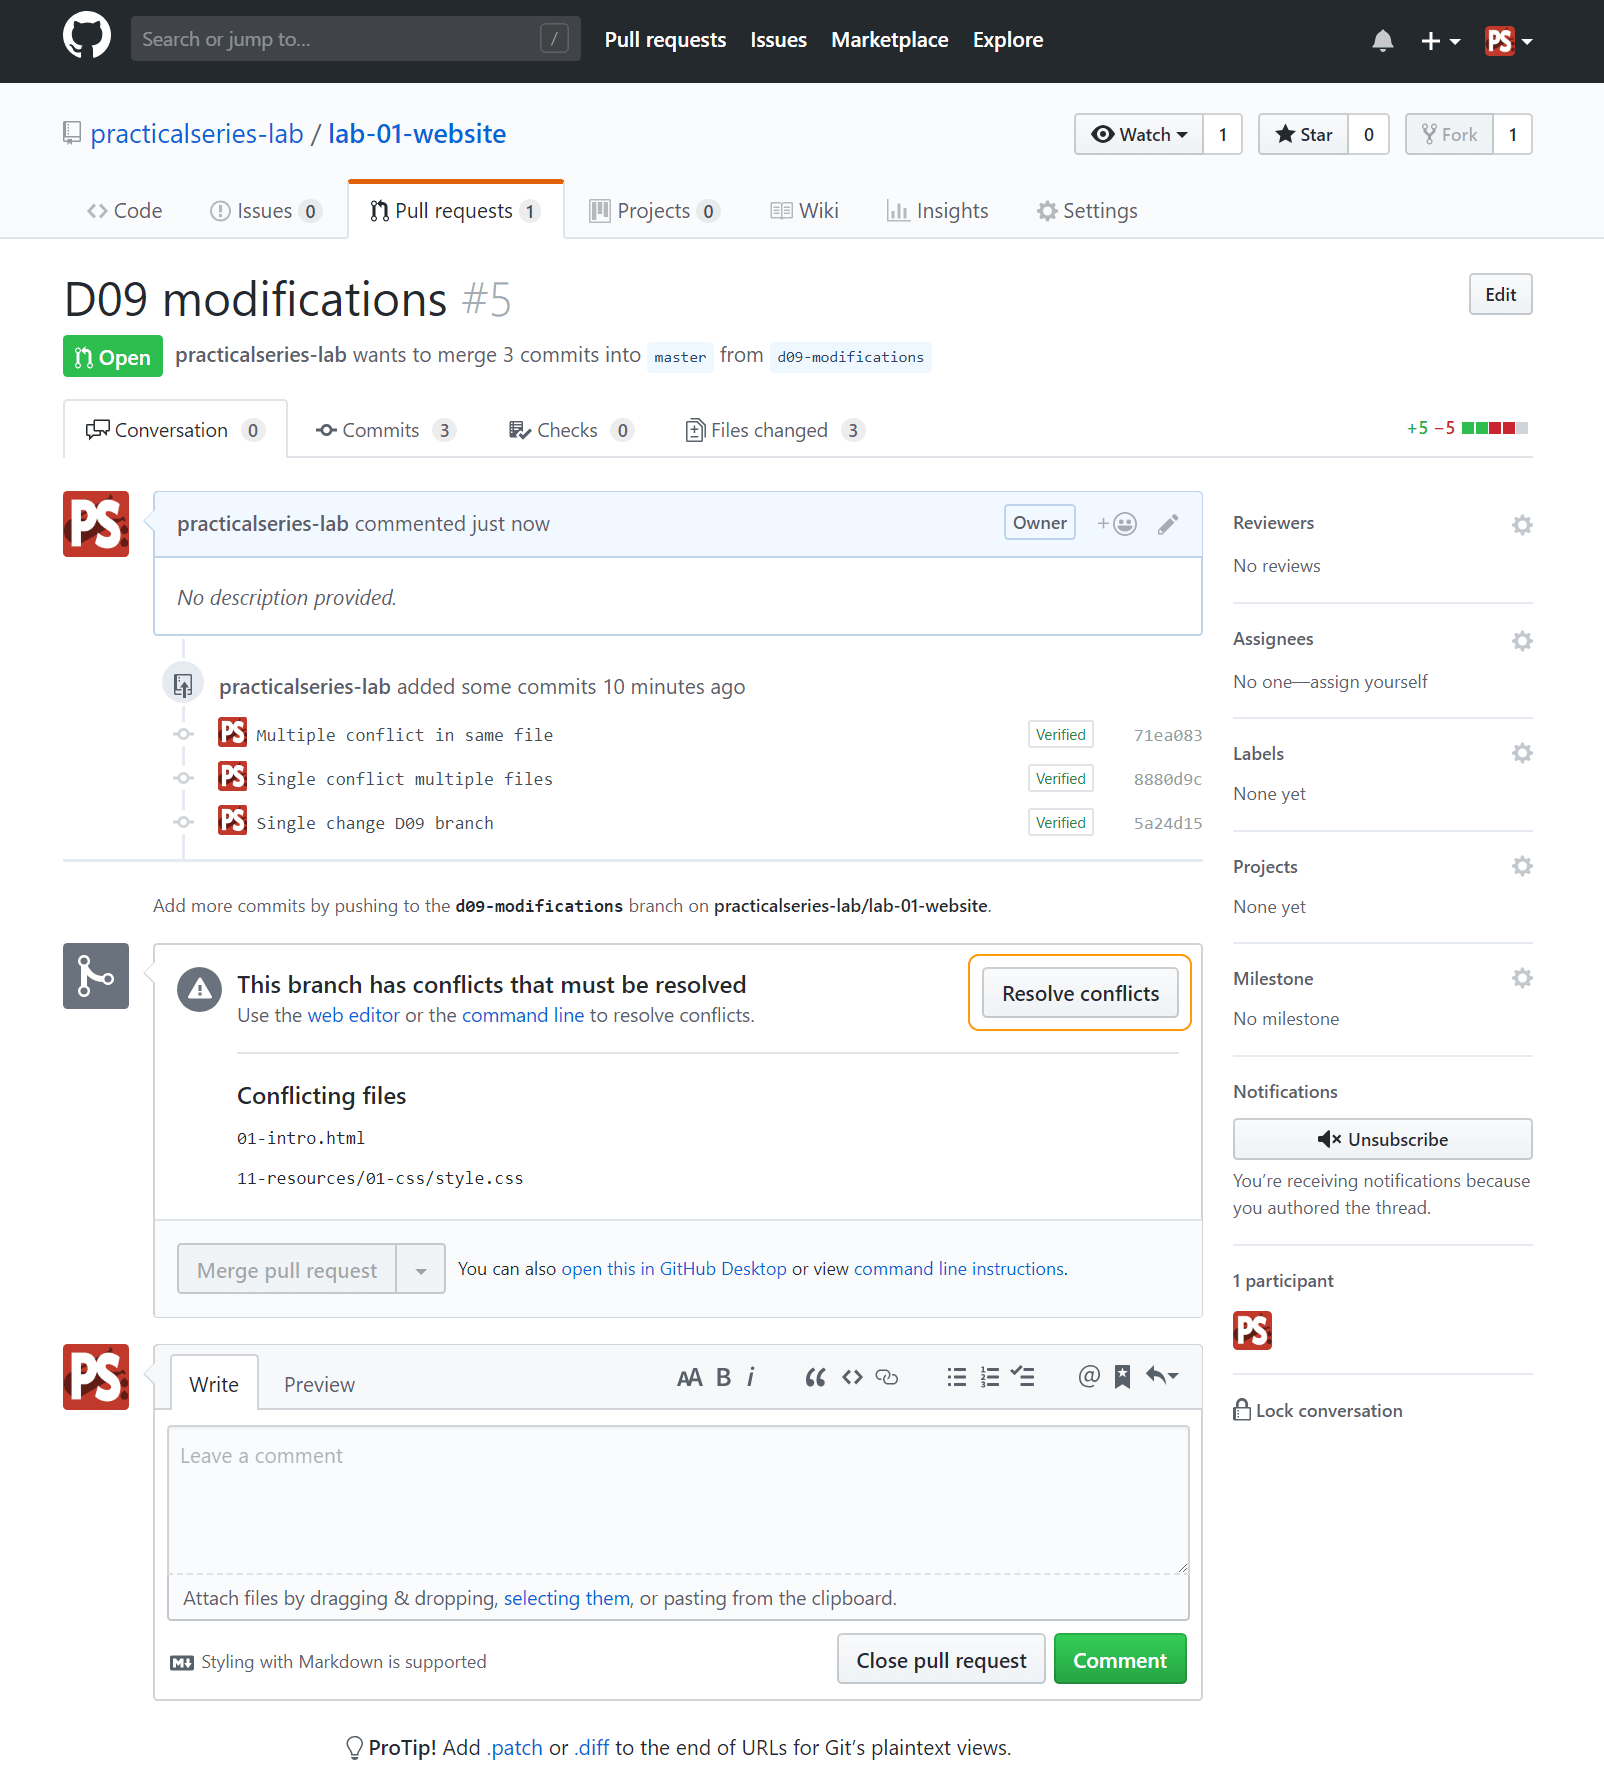 Search or jump to... /
Pull requests Issues Marketplace Explore
PS
practicalseries-lab / lab-01-website
Watch 1 Star 0 Fork 1
Code Issues 0 Pull requests 1 Projects 0 Wiki Insights Settings
D09 modifications #5
Edit
Open practicalseries-lab wants to merge 3 commits into master from d09-modifications
Conversation 0 Commits 3 Checks 0 Files changed 3
+5 −5
PS
practicalseries-lab commented just now
Owner
No description provided.
practicalseries-lab added some commits 10 minutes ago
PS Multiple conflict in same file Verified 71ea083
PS Single conflict multiple files Verified 8880d9c
PS Single change D09 branch Verified 5a24d15
Add more commits by pushing to the d09-modifications branch on practicalseries-lab/lab-01-website.
This branch has conflicts that must be resolved
Use the web editor or the command line to resolve conflicts.
Resolve conflicts
Conflicting files
01-intro.html
11-resources/01-css/style.css
Merge pull request You can also open this in GitHub Desktop or view command line instructions.
PS
Write Preview
AA B i
Leave a comment
Attach files by dragging & dropping, selecting them, or pasting from the clipboard.
Styling with Markdown is supported
Close pull request Comment
ProTip! Add .patch or .diff to the end of URLs for Git’s plaintext views.
Reviewers
No reviews
Assignees
No one—assign yourself
Labels
None yet
Projects
None yet
Milestone
No milestone
Notifications
Unsubscribe
You’re receiving notifications because
you authored the thread.
1 participant
PS
Lock conversation